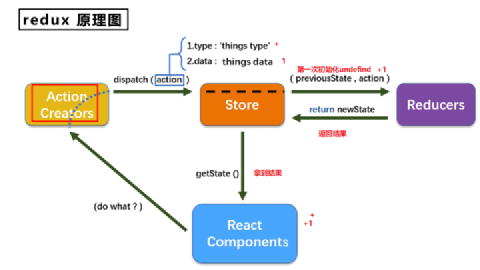 redux 原理图
1.type : 'things type' +
2.data : things data 1
dispatch ( action )
第一次初始化undefind +1
( previousState , action )
Action
Creators
Store
Reducers
return newState
返回结果
getState ()
拿到结果
(do what ? )
React
Components
+
+1